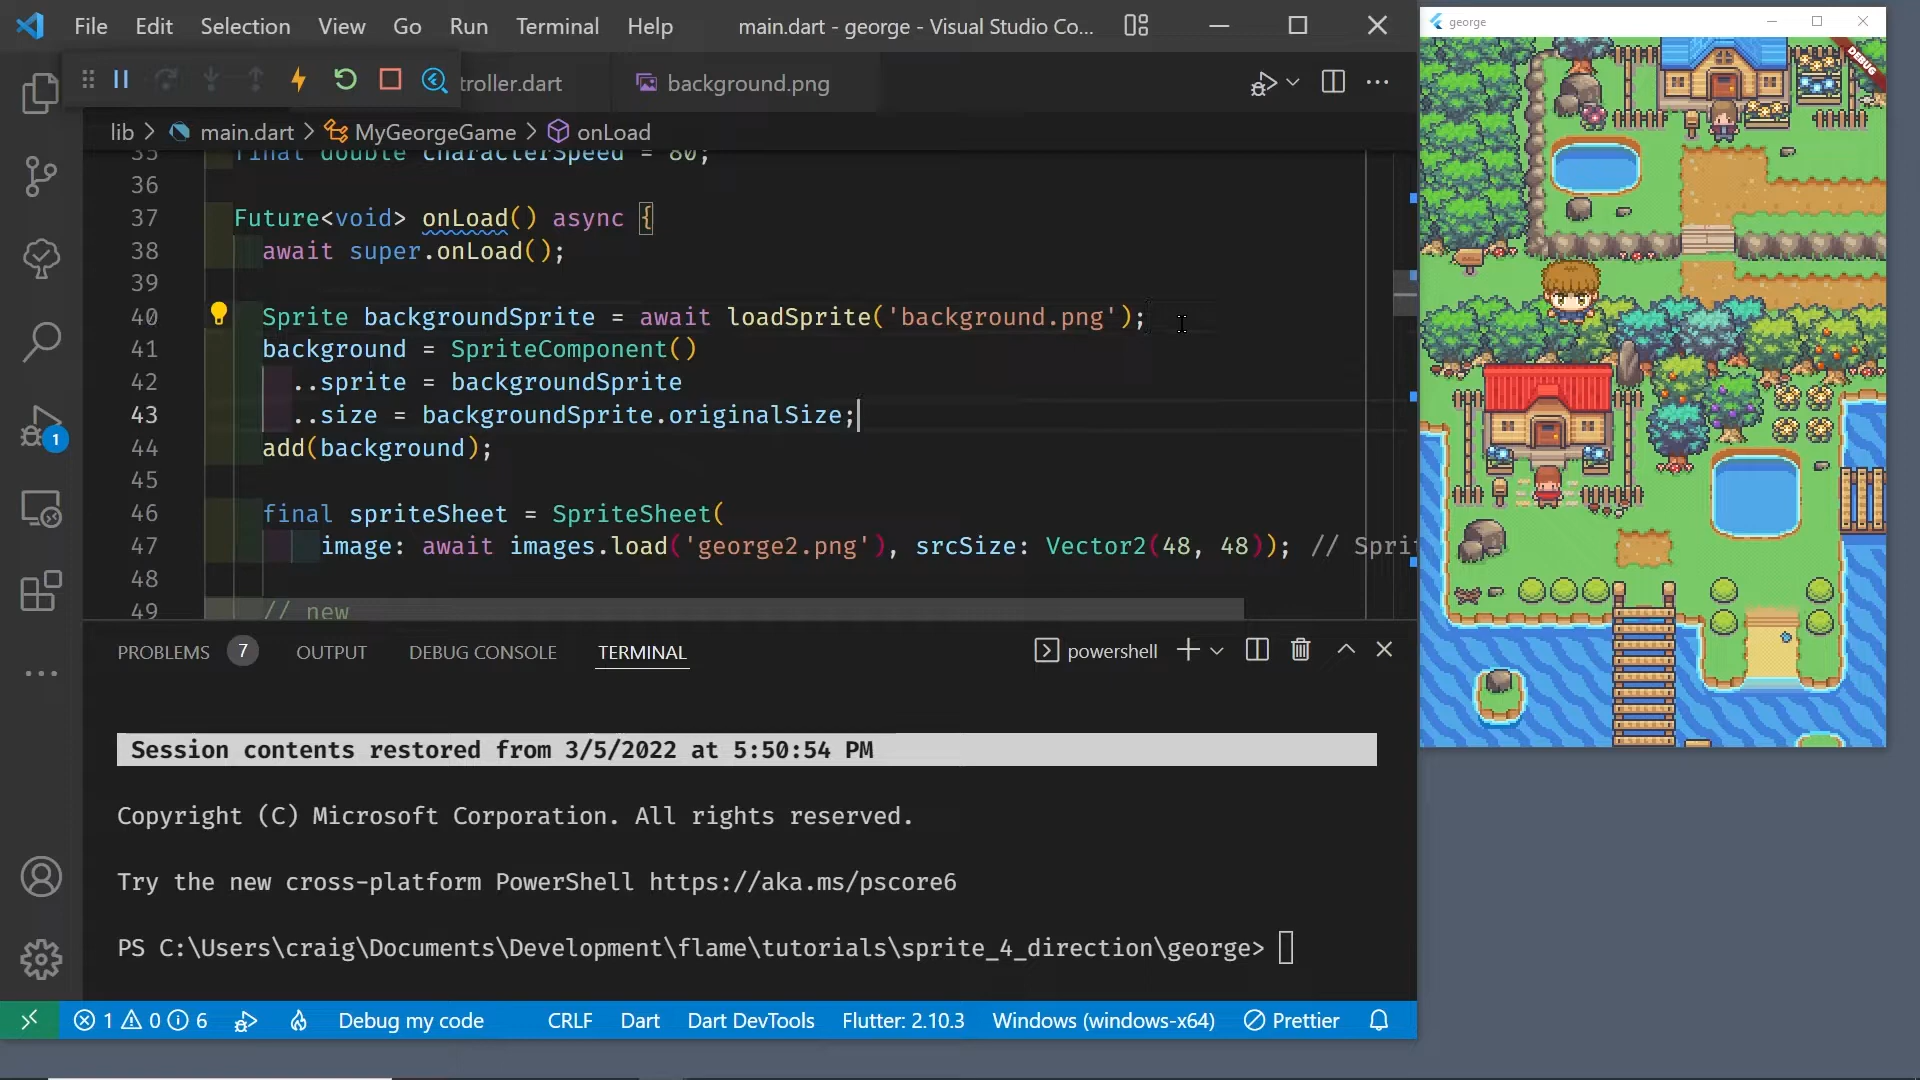 File Edit Selection View Go Run Terminal Help main.dart - george - Visual Studio Co...
troller.dart background.png
lib > main.dart > MyGeorgeGame > onLoad
35 final double characterSpeed = 80;
36
37 Future<void> onLoad() async {
38 await super.onLoad();
39
40 Sprite backgroundSprite = await loadSprite('background.png');
41 background = SpriteComponent()
42 ..sprite = backgroundSprite
43 ..size = backgroundSprite.originalSize;
44 add(background);
45
46 final spriteSheet = SpriteSheet(
47 image: await images.load('george2.png'), srcSize: Vector2(48, 48)); // Spri
48
49 // new
1
PROBLEMS 7 OUTPUT DEBUG CONSOLE TERMINAL powershell
Session contents restored from 3/5/2022 at 5:50:54 PM
Copyright (C) Microsoft Corporation. All rights reserved.
Try the new cross-platform PowerShell https://aka.ms/pscore6
PS C:\Users\craig\Documents\Development\flame\tutorials\sprite_4_direction\george>
1 0 6 Debug my code CRLF Dart Dart DevTools Flutter: 2.10.3 Windows (windows-x64) Prettier
george
DEBUG